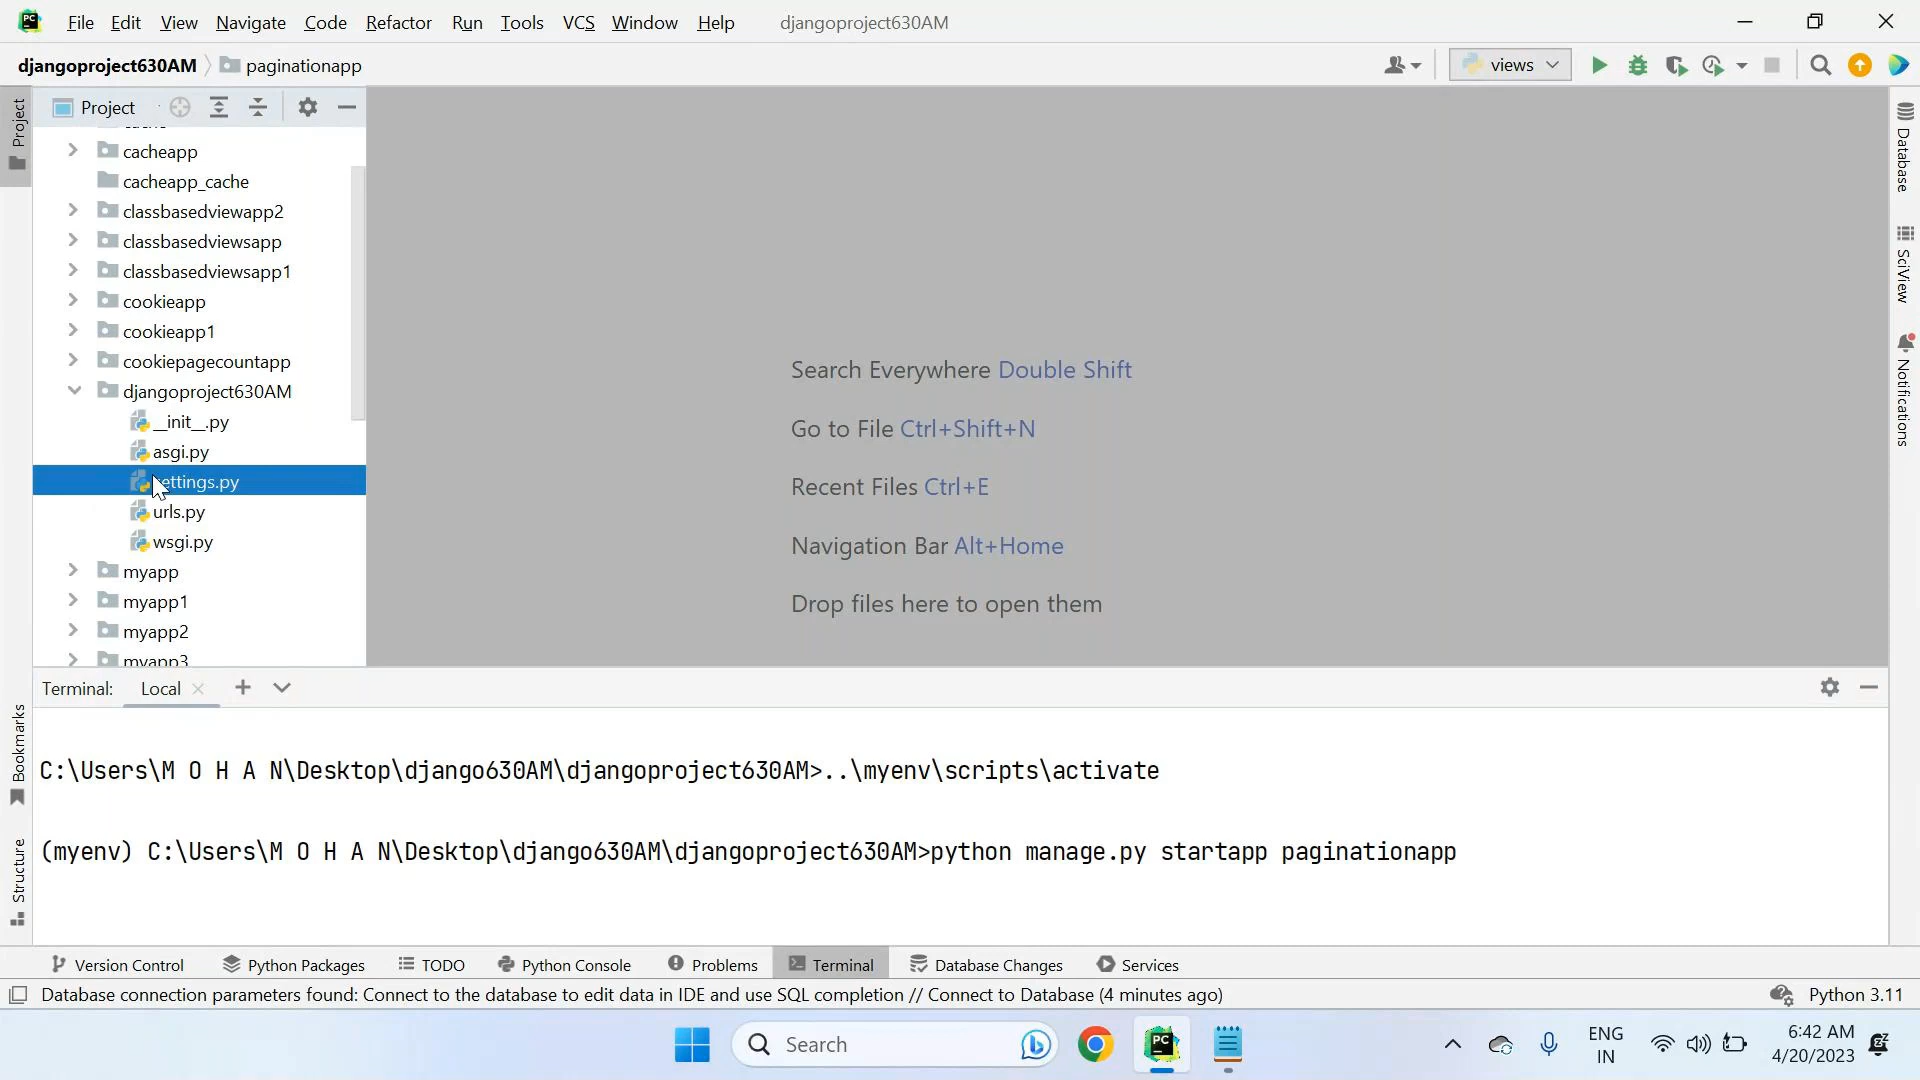 File Edit View Navigate Code Refactor Run Tools VCS Window Help djangoproject630AM
djangoproject630AM paginationapp
views
Project
Project
cacheapp
cacheapp_cache
classbasedviewapp2
classbasedviewsapp
classbasedviewsapp1
cookieapp
cookieapp1
cookiepagecountapp
djangoproject630AM
__init__.py
asgi.py
settings.py
urls.py
wsgi.py
myapp
myapp1
myapp2
myapp3
Search Everywhere Double Shift
Go to File Ctrl+Shift+N
Recent Files Ctrl+E
Navigation Bar Alt+Home
Drop files here to open them
Database
SciView
Notifications
Bookmarks
Structure
Terminal: Local
C:\Users\M O H A N\Desktop\django630AM\djangoproject630AM>..\myenv\scripts\activate
(myenv) C:\Users\M O H A N\Desktop\django630AM\djangoproject630AM>python manage.py startapp paginationapp
Version Control Python Packages TODO Python Console Problems Terminal Database Changes Services
Database connection parameters found: Connect to the database to edit data in IDE and use SQL completion // Connect to Database (4 minutes ago) Python 3.11
Search
PC
ENG
IN
6:42 AM
4/20/2023